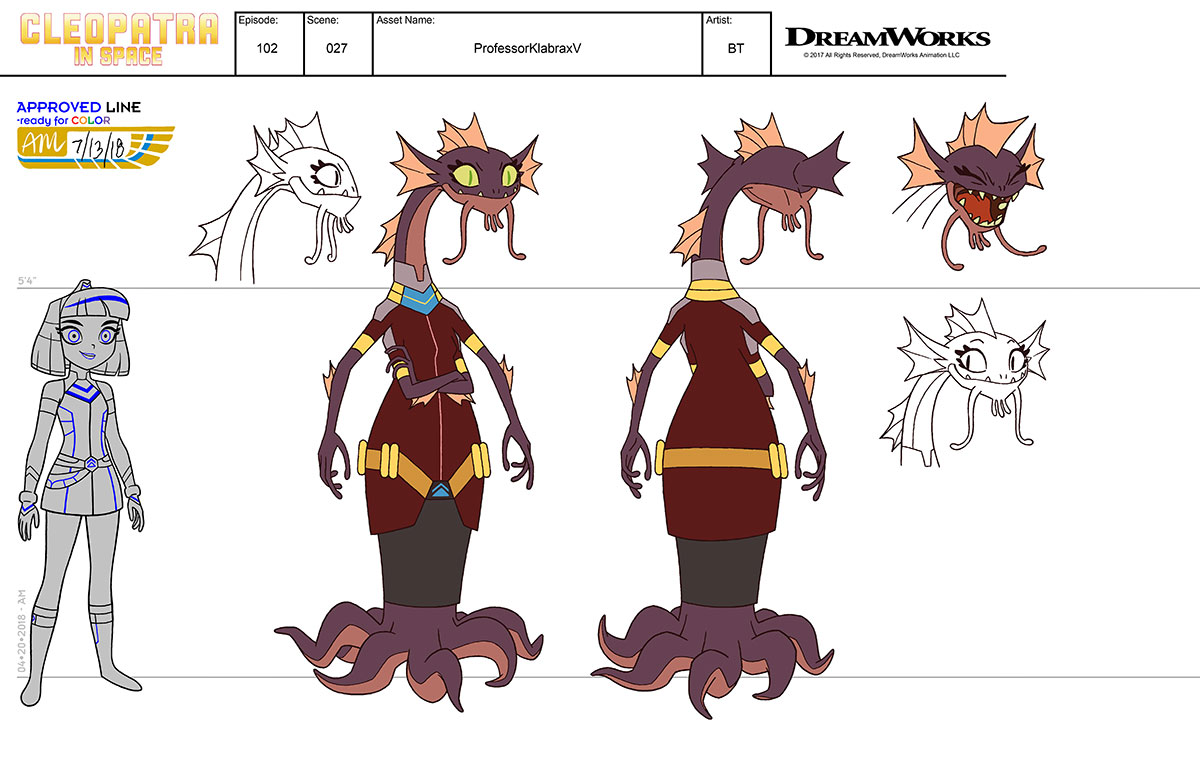 CLEOPATRA
IN SPACE
Episode:
102
Scene:
027
Asset Name:
ProfessorKlabraxV
Artist:
BT
DREAMWORKS
© 2017 All Rights Reserved, DreamWorks Animation LLC
APPROVED LINE
-ready for COLOR
AM 7/13/18
5'4"
04•20•2018 - AM